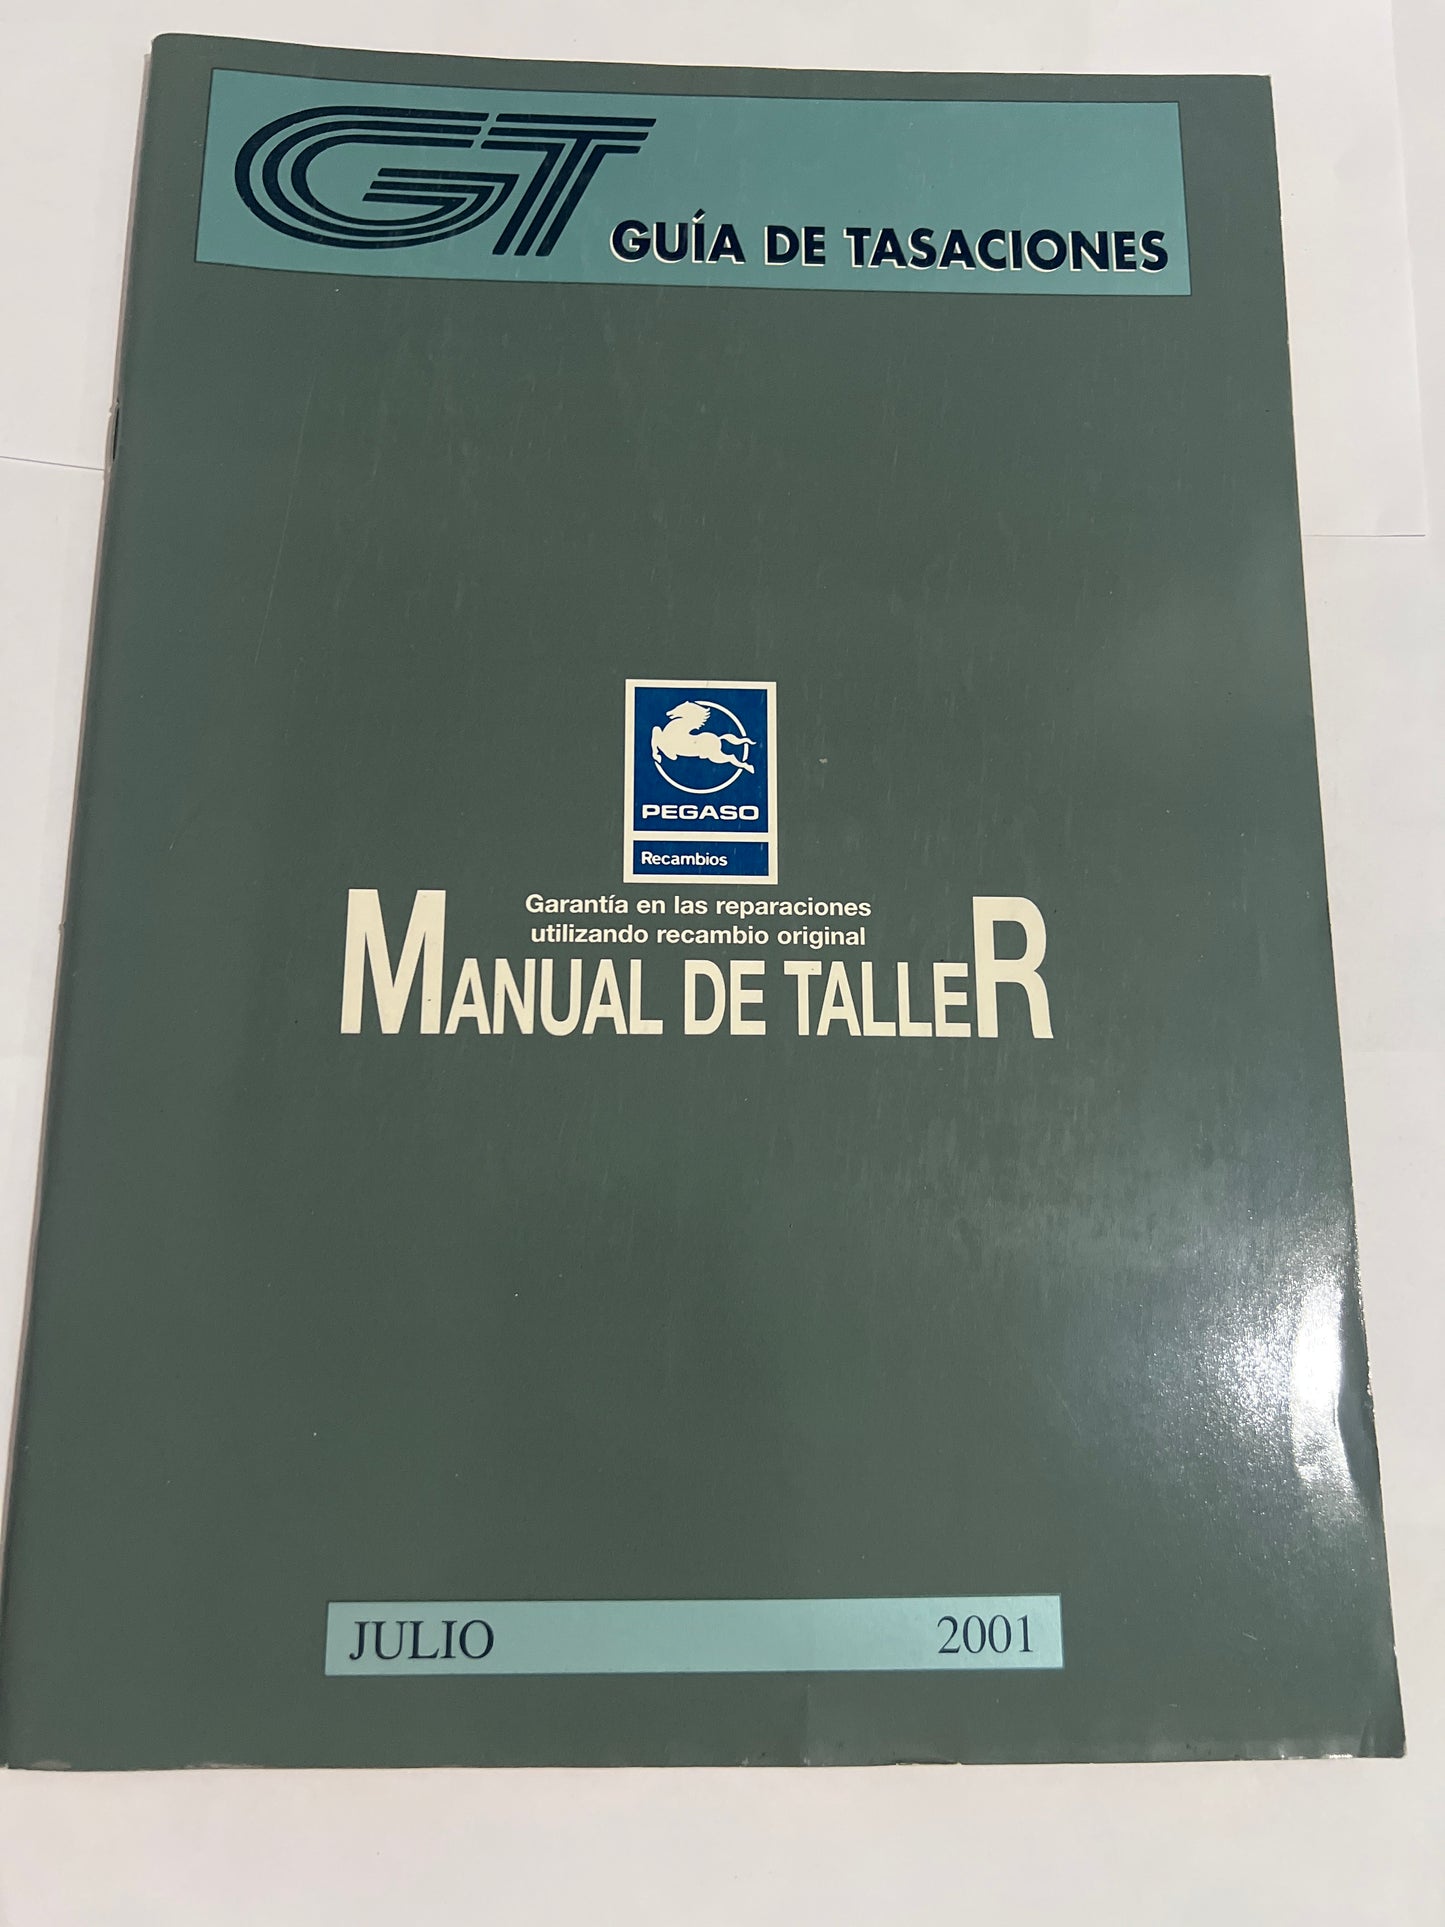 GT GUÍA DE TASACIONES
PEGASO
Recambios
Garantía en las reparaciones
utilizando recambio original
MANUAL DE TALLER
JULIO 2001